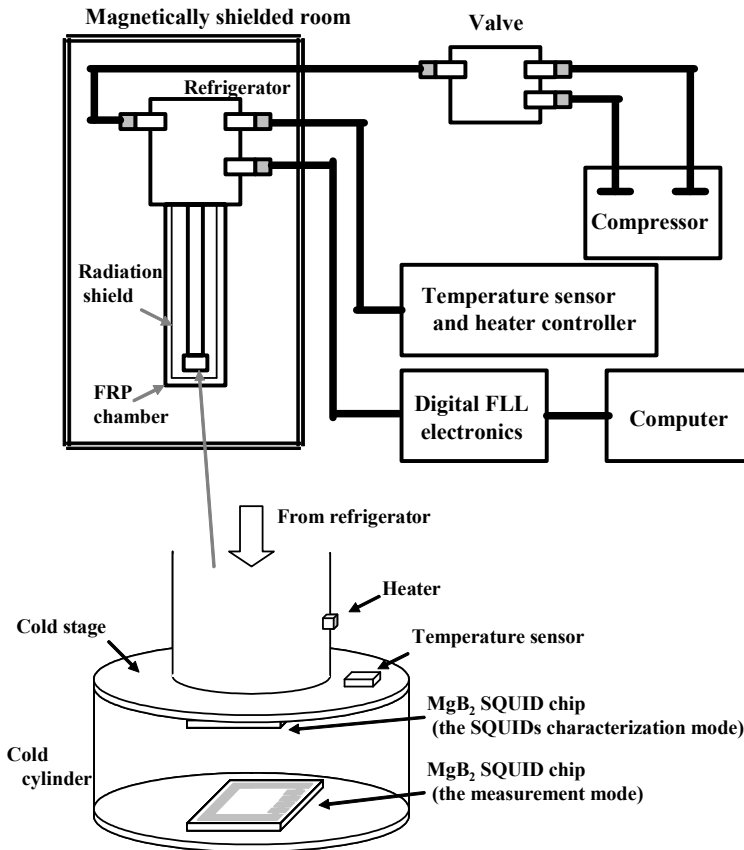 Magnetically shielded room
Valve
Refrigerator
Compressor
Radiation
shield
Temperature sensor
and heater controller
FRP
chamber
Digital FLL
electronics
Computer
From refrigerator
Heater
Cold stage
Temperature sensor
MgB₂ SQUID chip
(the SQUIDs characterization mode)
Cold
cylinder
MgB₂ SQUID chip
(the measurement mode)